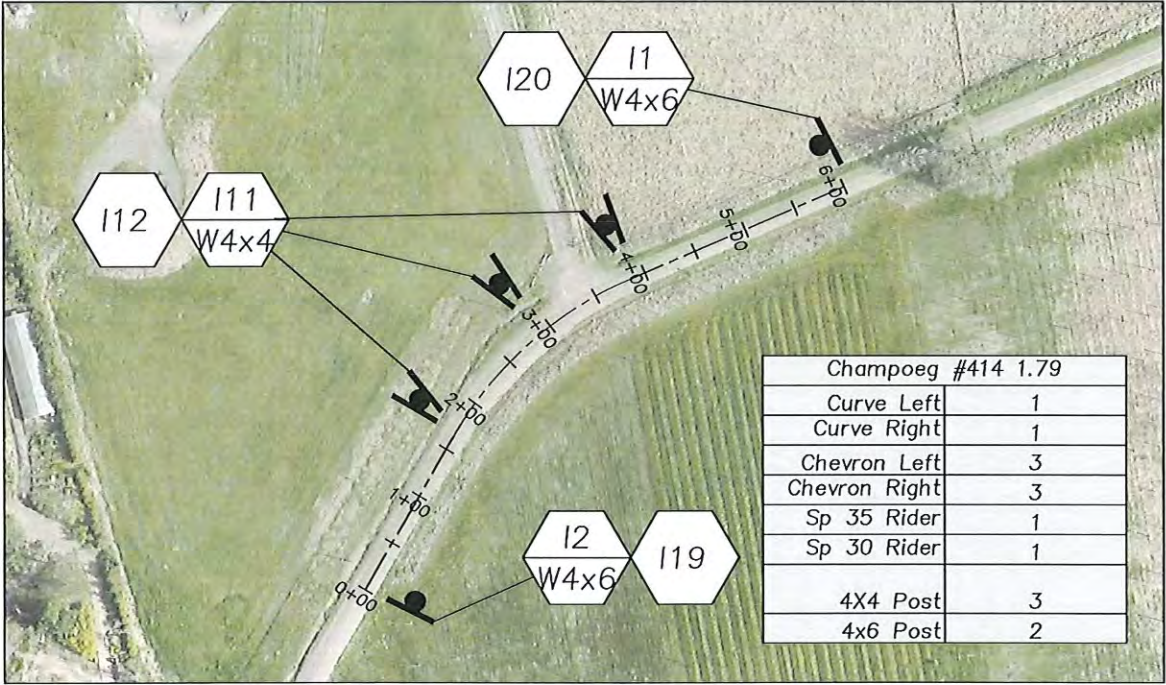 I20
I1
W4x6
I12
I11
W4x4
6+00
5+00
4+00
3+00
2+00
1+00
0+00
I2
W4x6
I19
Champoeg #414 1.79
Curve Left 1
Curve Right 1
Chevron Left 3
Chevron Right 3
Sp 35 Rider 1
Sp 30 Rider 1
4X4 Post 3
4x6 Post 2